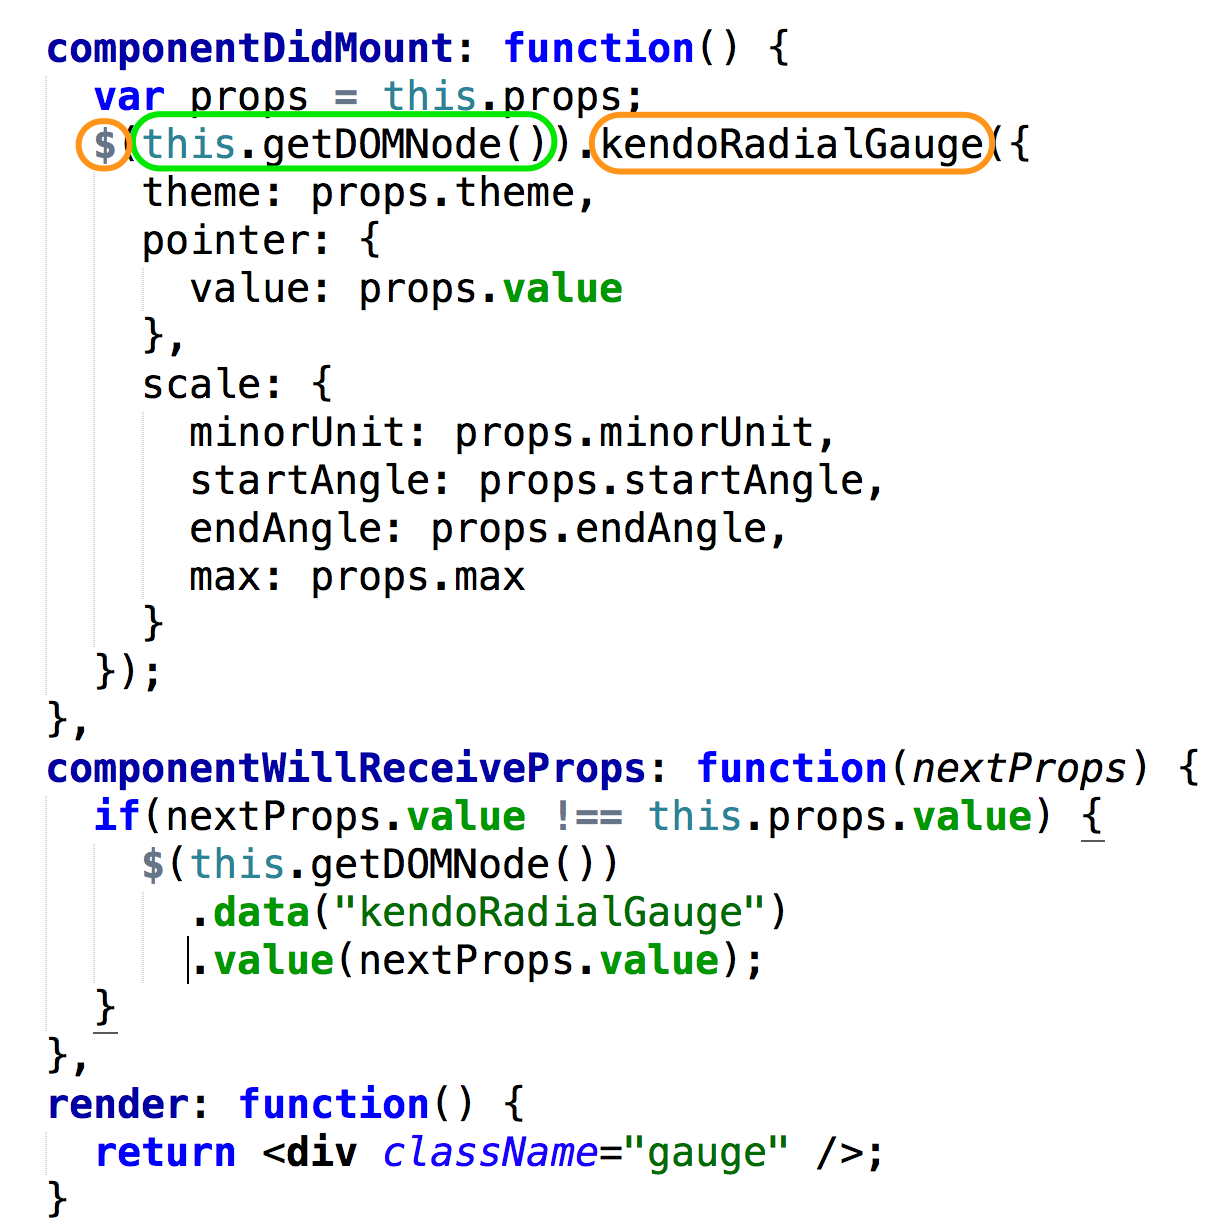 componentDidMount: function() {
  var props = this.props;
  $(this.getDOMNode()).kendoRadialGauge({
    theme: props.theme,
    pointer: {
      value: props.value
    },
    scale: {
      minorUnit: props.minorUnit,
      startAngle: props.startAngle,
      endAngle: props.endAngle,
      max: props.max
    }
  });
},
componentWillReceiveProps: function(nextProps) {
  if(nextProps.value !== this.props.value) {
    $(this.getDOMNode())
      .data("kendoRadialGauge")
      .value(nextProps.value);
  }
},
render: function() {
  return <div className="gauge" />;
}